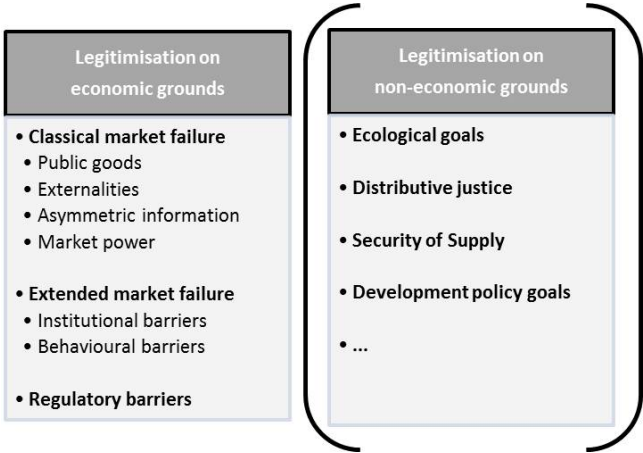 Legitimisation on
economic grounds
• Classical market failure
• Public goods
• Externalities
• Asymmetric information
• Market power
• Extended market failure
• Institutional barriers
• Behavioural barriers
• Regulatory barriers
Legitimisation on
non-economic grounds
• Ecological goals
• Distributive justice
• Security of Supply
• Development policy goals
• ...